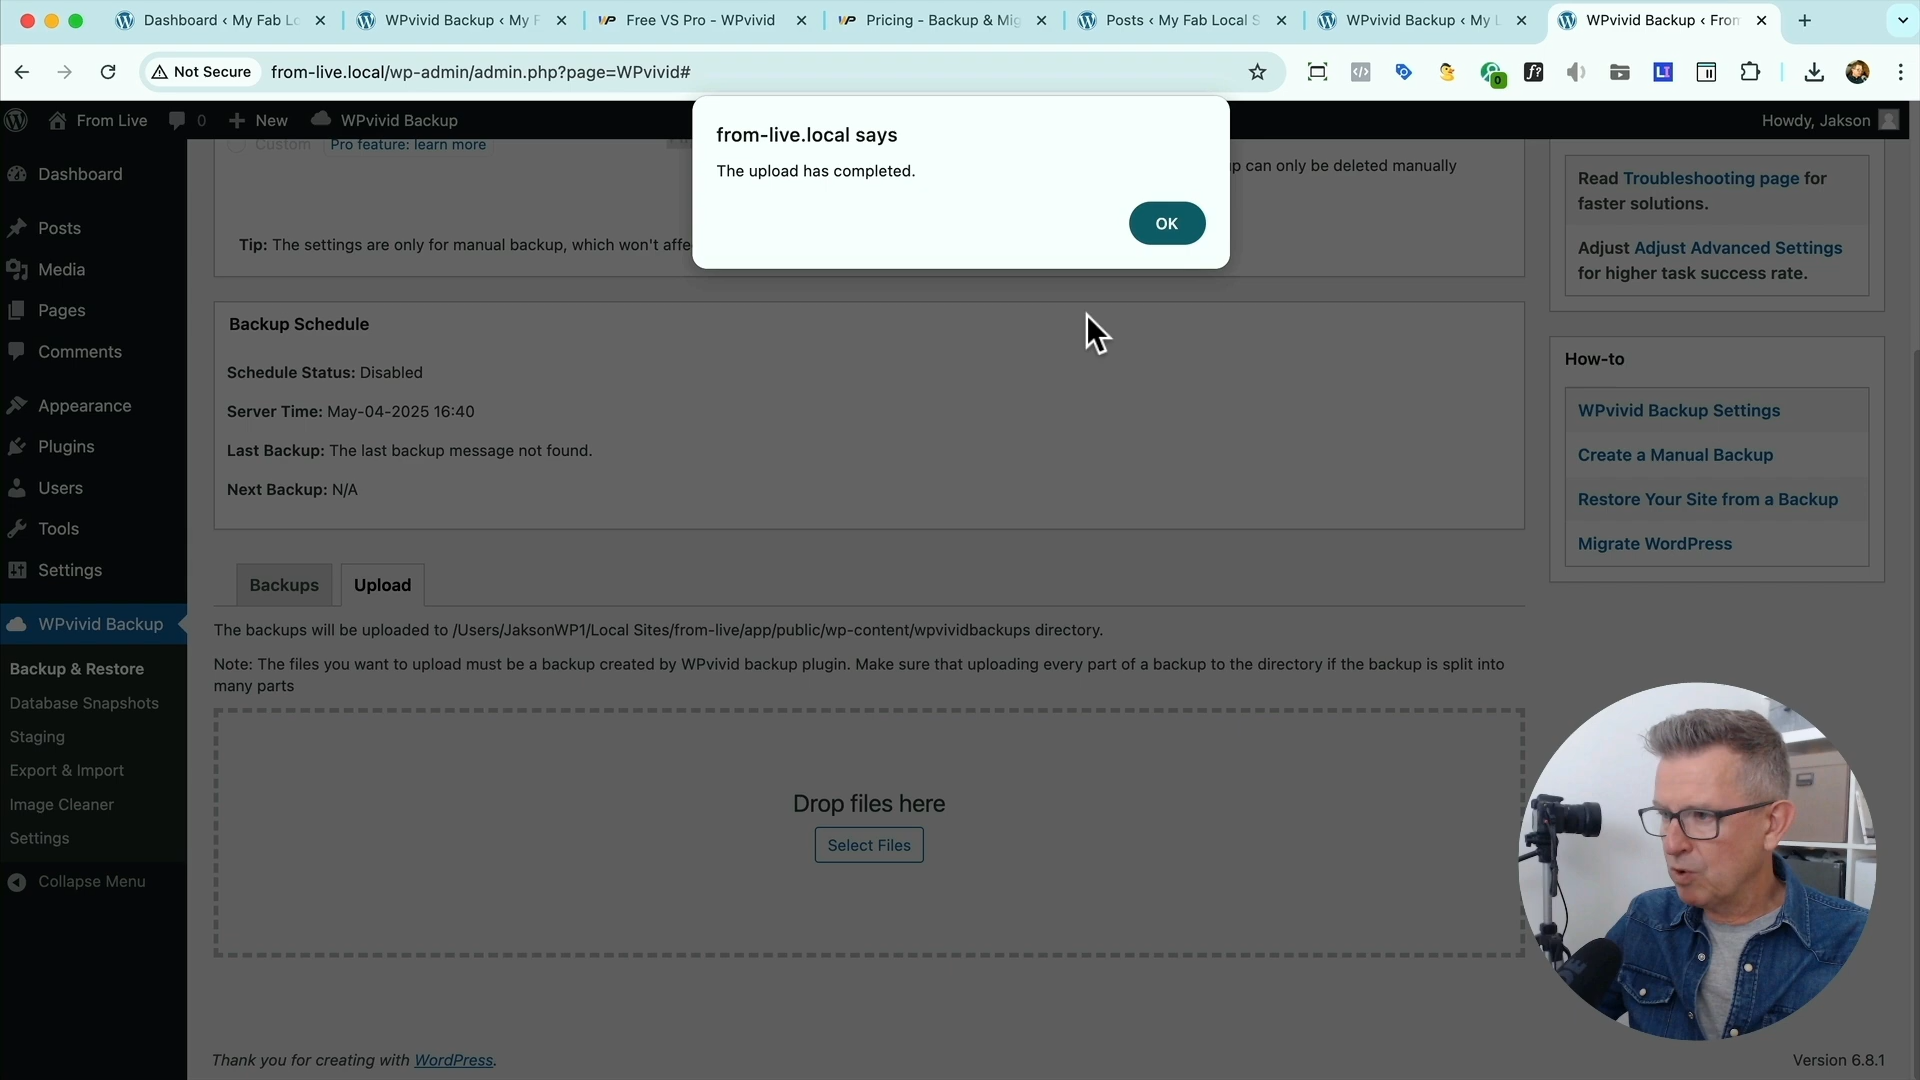 Dashboard ‹ My Fab Lo
WPvivid Backup ‹ My F
Free VS Pro - WPvivid
Pricing - Backup & Mig
Posts ‹ My Fab Local S
WPvivid Backup ‹ My L
WPvivid Backup ‹ From
Not Secure
from-live.local/wp-admin/admin.php?page=WPvivid#
From Live
0
New
WPvivid Backup
Howdy, Jakson
from-live.local says
The upload has completed.
OK
Custom
Pro feature: learn more
up can only be deleted manually
Tip: The settings are only for manual backup, which won't affe
Dashboard
Posts
Media
Pages
Comments
Appearance
Plugins
Users
Tools
Settings
WPvivid Backup
Backup & Restore
Database Snapshots
Staging
Export & Import
Image Cleaner
Settings
Collapse Menu
Backup Schedule
Schedule Status: Disabled
Server Time: May-04-2025 16:40
Last Backup: The last backup message not found.
Next Backup: N/A
Backups
Upload
The backups will be uploaded to /Users/JaksonWP1/Local Sites/from-live/app/public/wp-content/wpvividbackups directory.
Note: The files you want to upload must be a backup created by WPvivid backup plugin. Make sure that uploading every part of a backup to the directory if the backup is split into
many parts
Drop files here
Select Files
Read Troubleshooting page for
faster solutions.
Adjust Adjust Advanced Settings
for higher task success rate.
How-to
WPvivid Backup Settings
Create a Manual Backup
Restore Your Site from a Backup
Migrate WordPress
Thank you for creating with WordPress.
Version 6.8.1